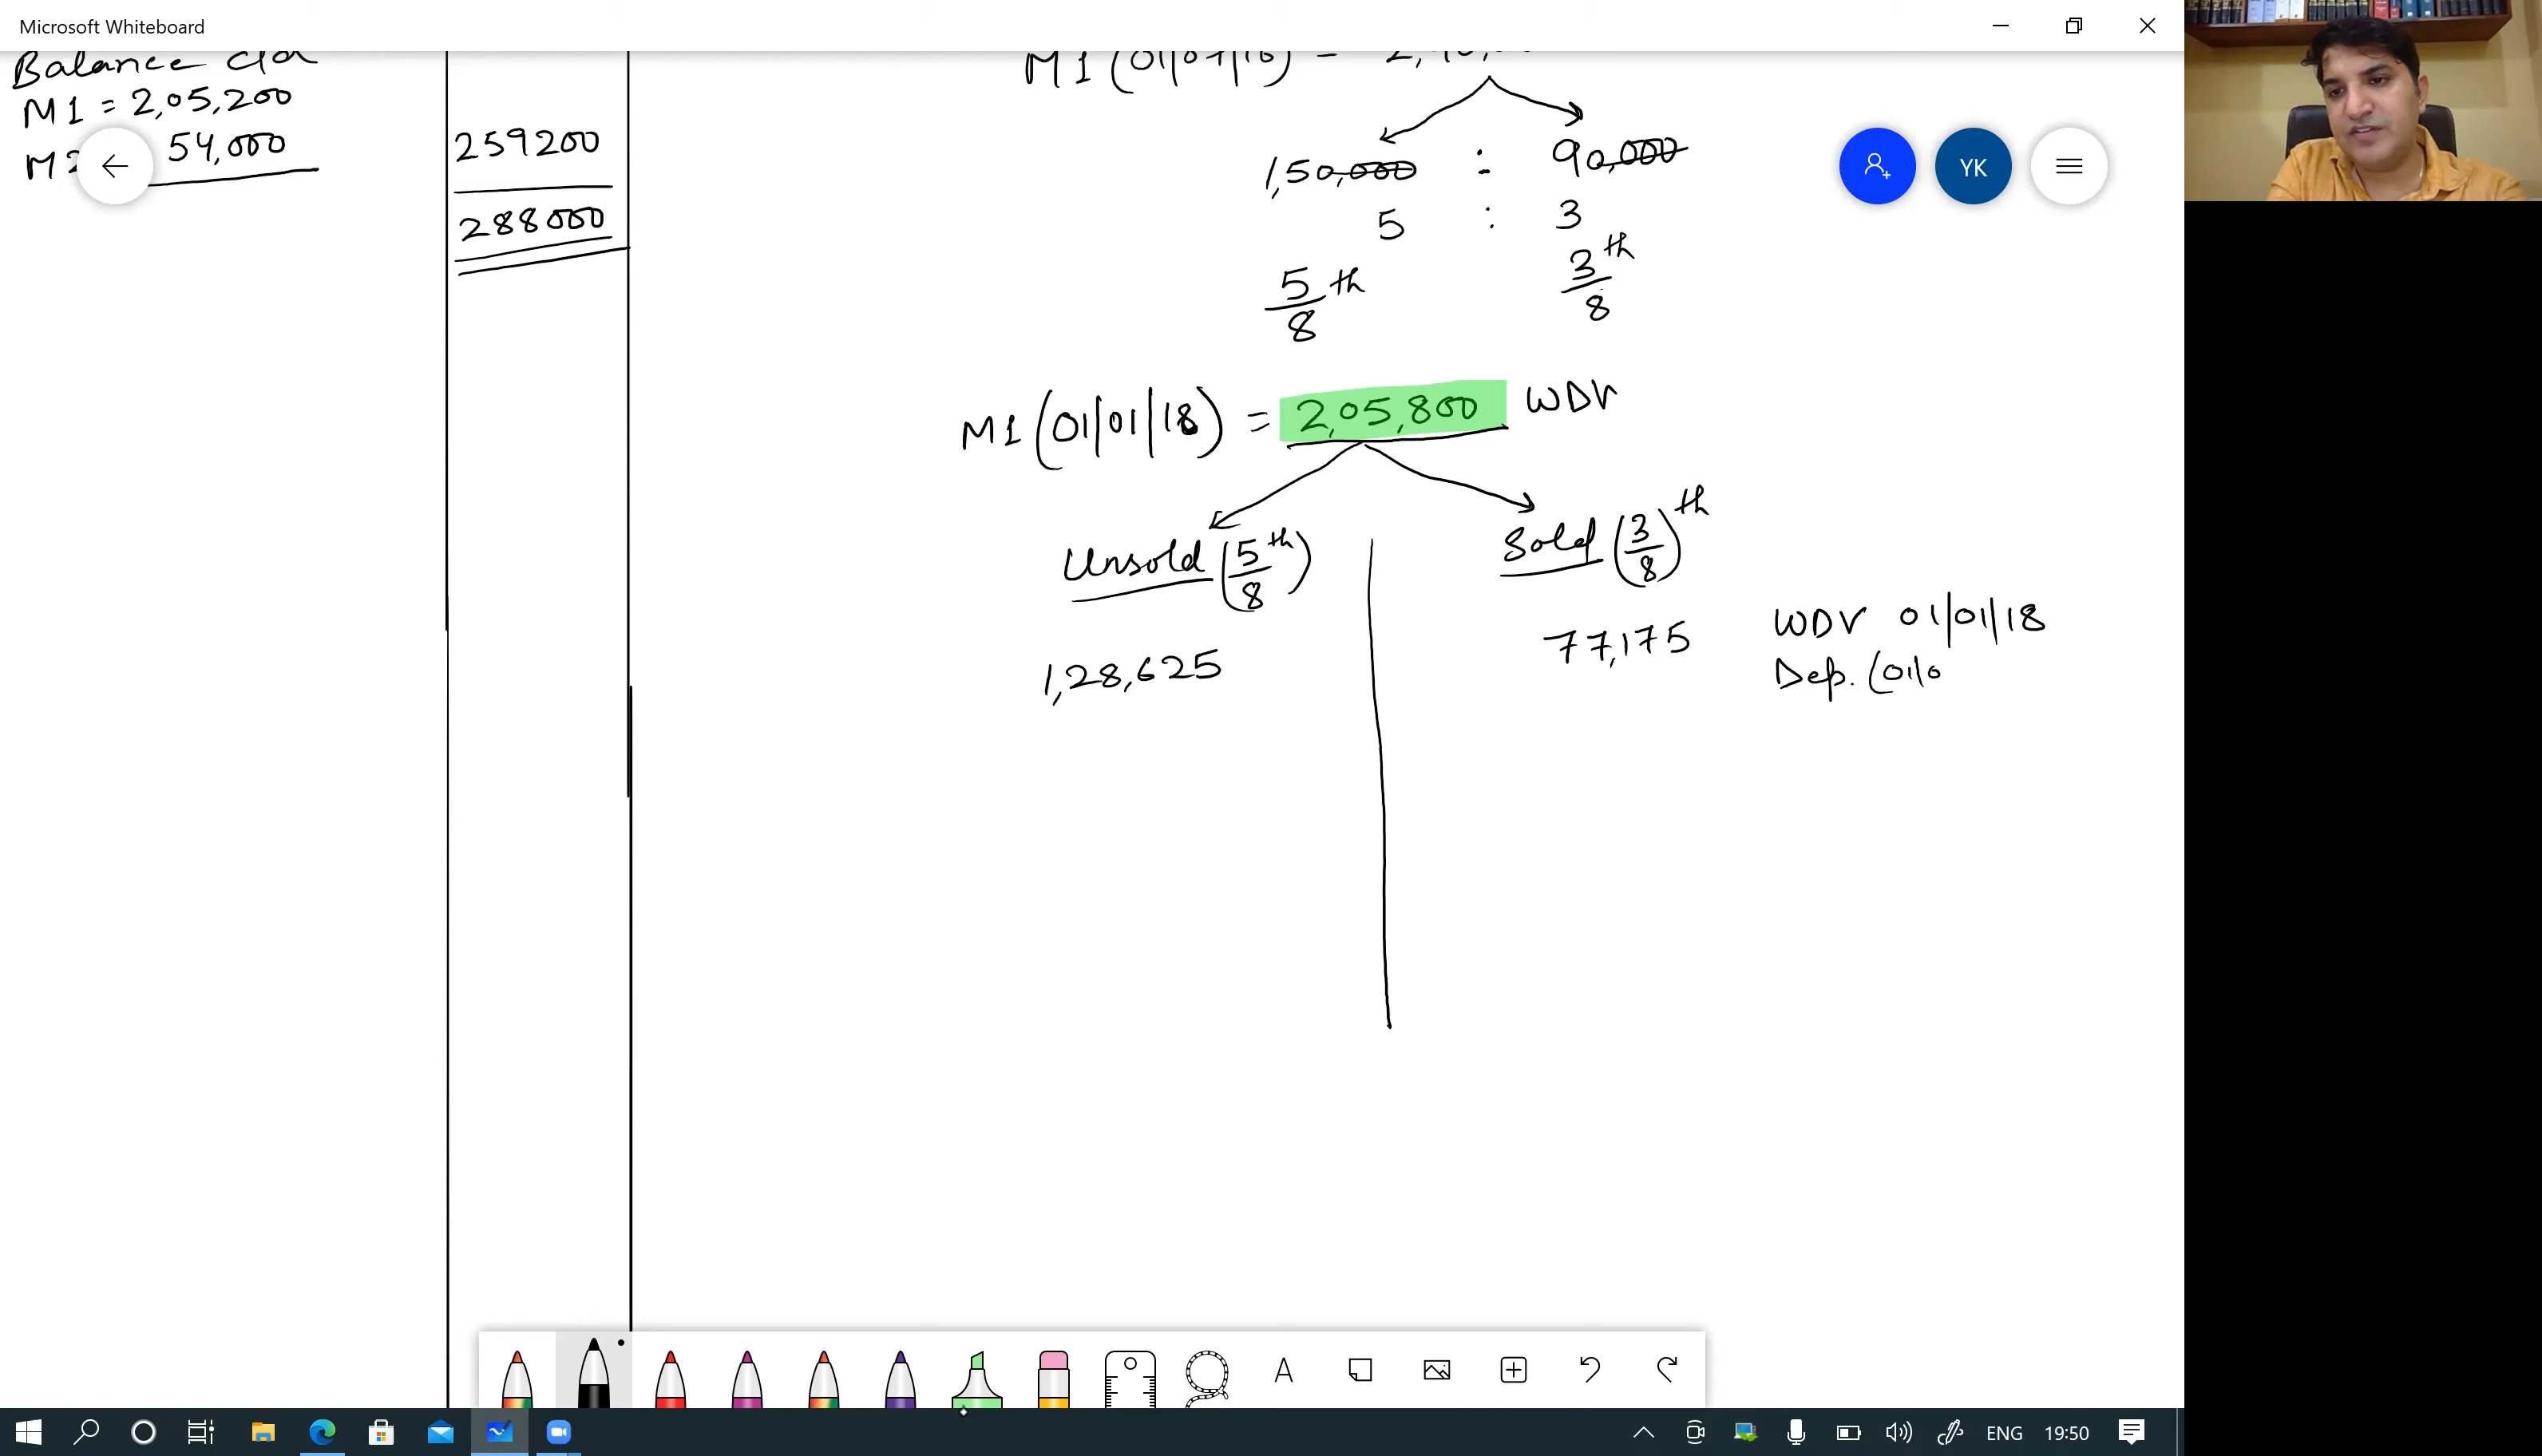 Microsoft Whiteboard
Balance c/d
M1 = 2,05,200
54,000
259200
288000
1,50,000 : 90,000
5 : 3
5/8 th
3/8 th
M1 (01/01/18) = 2,05,800 WDV
Unsold (5/8 th)
Sold (3/8) th
1,28,625
77,175
WDV 01/01/18
Dep. (01/0
YK
A
ENG
19:50